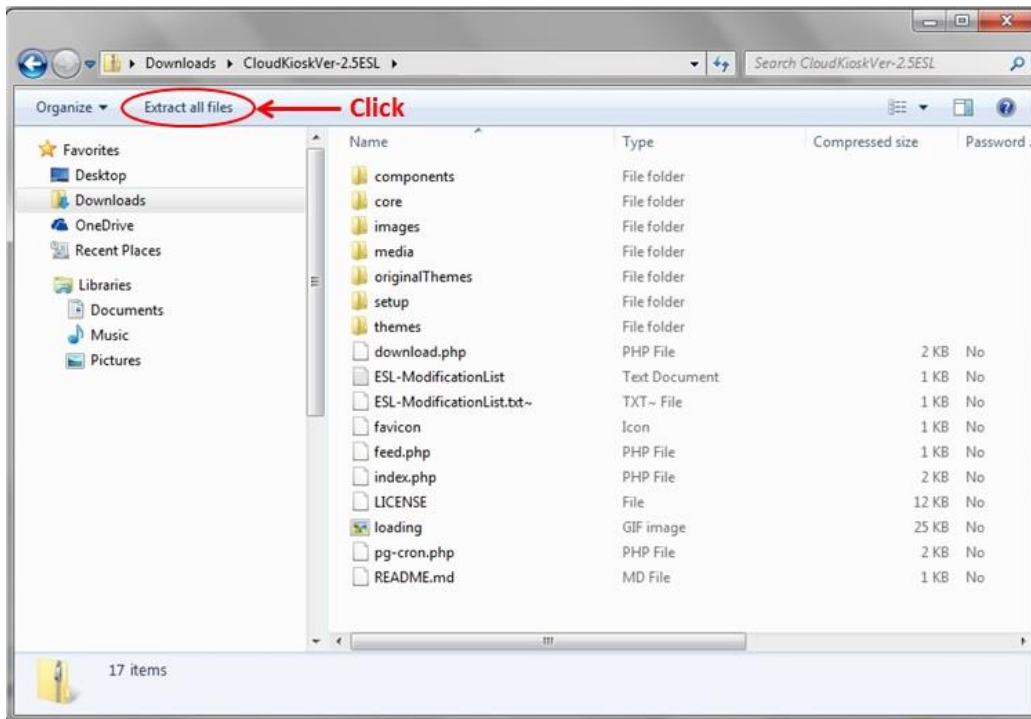 Downloads CloudKioskVer-2.5ESL
Search CloudKioskVer-2.5ESL
Organize Extract all files Click
Name Type Compressed size Password
Favorites
Desktop
Downloads
OneDrive
Recent Places
Libraries
Documents
Music
Pictures
components File folder
core File folder
images File folder
media File folder
originalThemes File folder
setup File folder
themes File folder
download.php PHP File 2 KB No
ESL-ModificationList Text Document 1 KB No
ESL-ModificationList.txt~ TXT~ File 1 KB No
favicon Icon 1 KB No
feed.php PHP File 1 KB No
index.php PHP File 2 KB No
LICENSE File 12 KB No
loading GIF image 25 KB No
pg-cron.php PHP File 2 KB No
README.md MD File 1 KB No
17 items